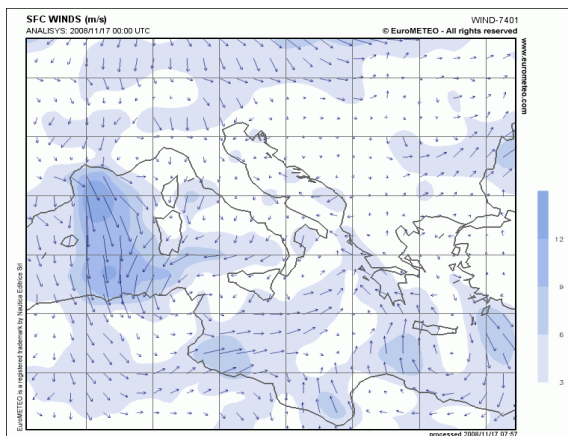 SFC WINDS (m/s)
WIND-7401
ANALISYS: 2008/11/17 00:00 UTC
© EuroMETEO - All rights reserved
www.eurometeo.com
12
9
6
3
EuroMETEO is a registered trademark by Nautica Editrice Srl
processed 2008/11/17 07:57